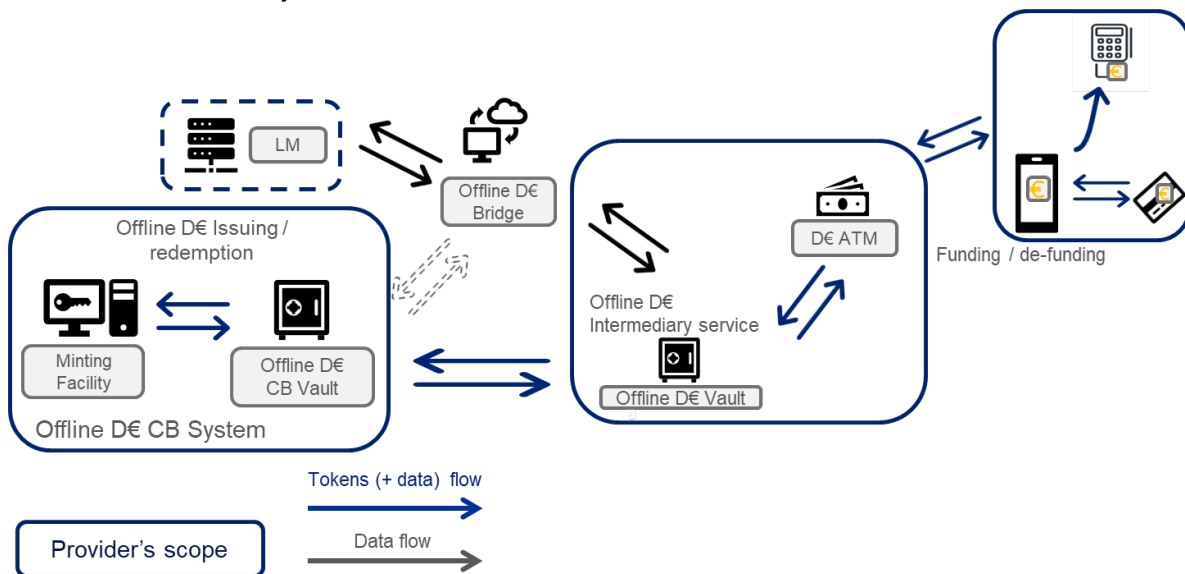 LM
Offline D€
Bridge
Offline D€ Issuing /
redemption
Minting
Facility
Offline D€
CB Vault
Offline D€ CB System
D€ ATM
Offline D€
Intermediary service
Offline D€ Vault
€
€
€
Funding / de-funding
Tokens (+ data) flow
Data flow
Provider's scope